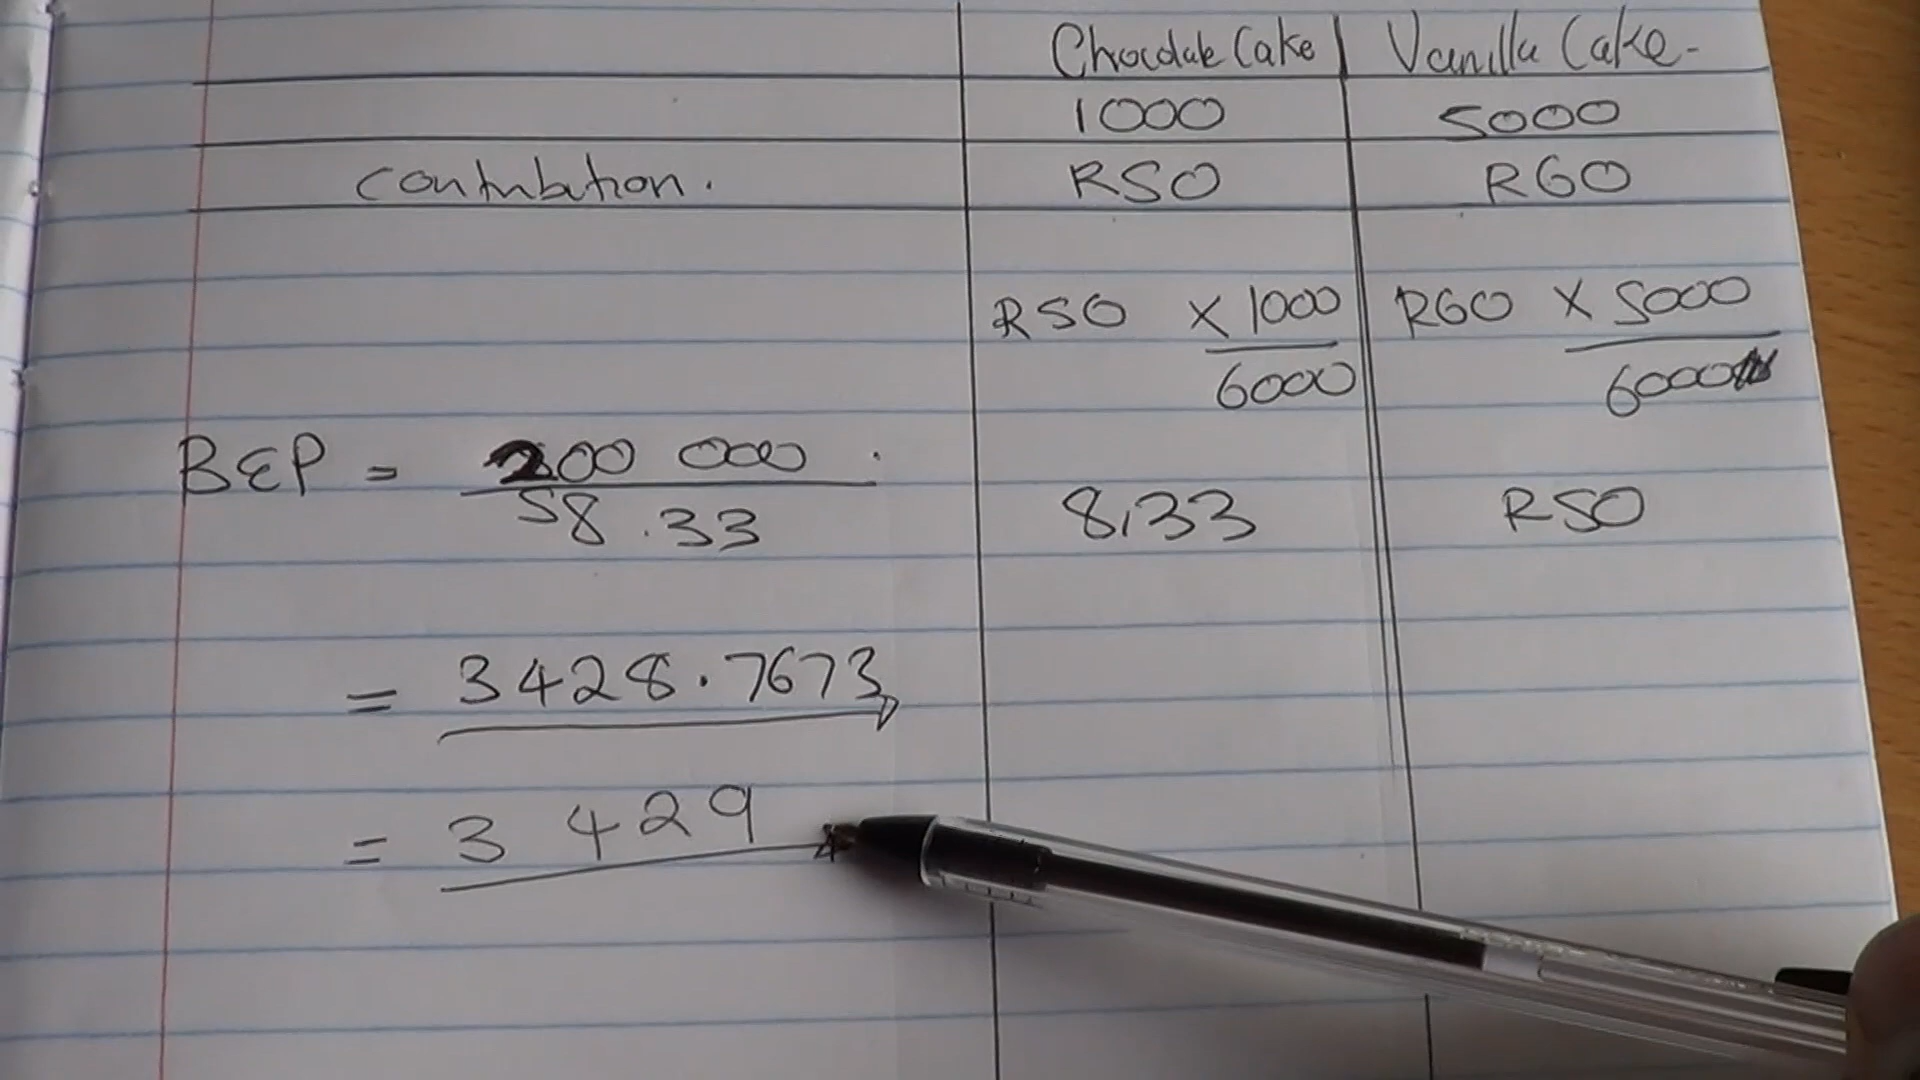 Chocolate Cake Vanilla Cake-
1000 5000
Contribution. R50 R60
R50 X 1000 R60 X 5000
6000 6000
BEP = 200 000
58.33 8,33 R50
= 3428.7673
= 3 429